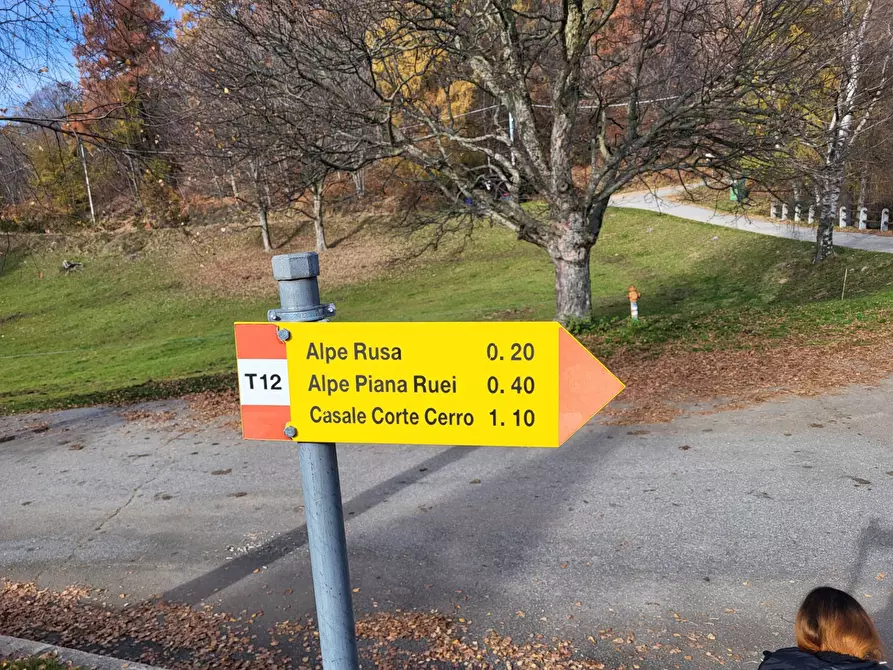 T12
Alpe Rusa 0. 20
Alpe Piana Ruei 0. 40
Casale Corte Cerro 1. 10